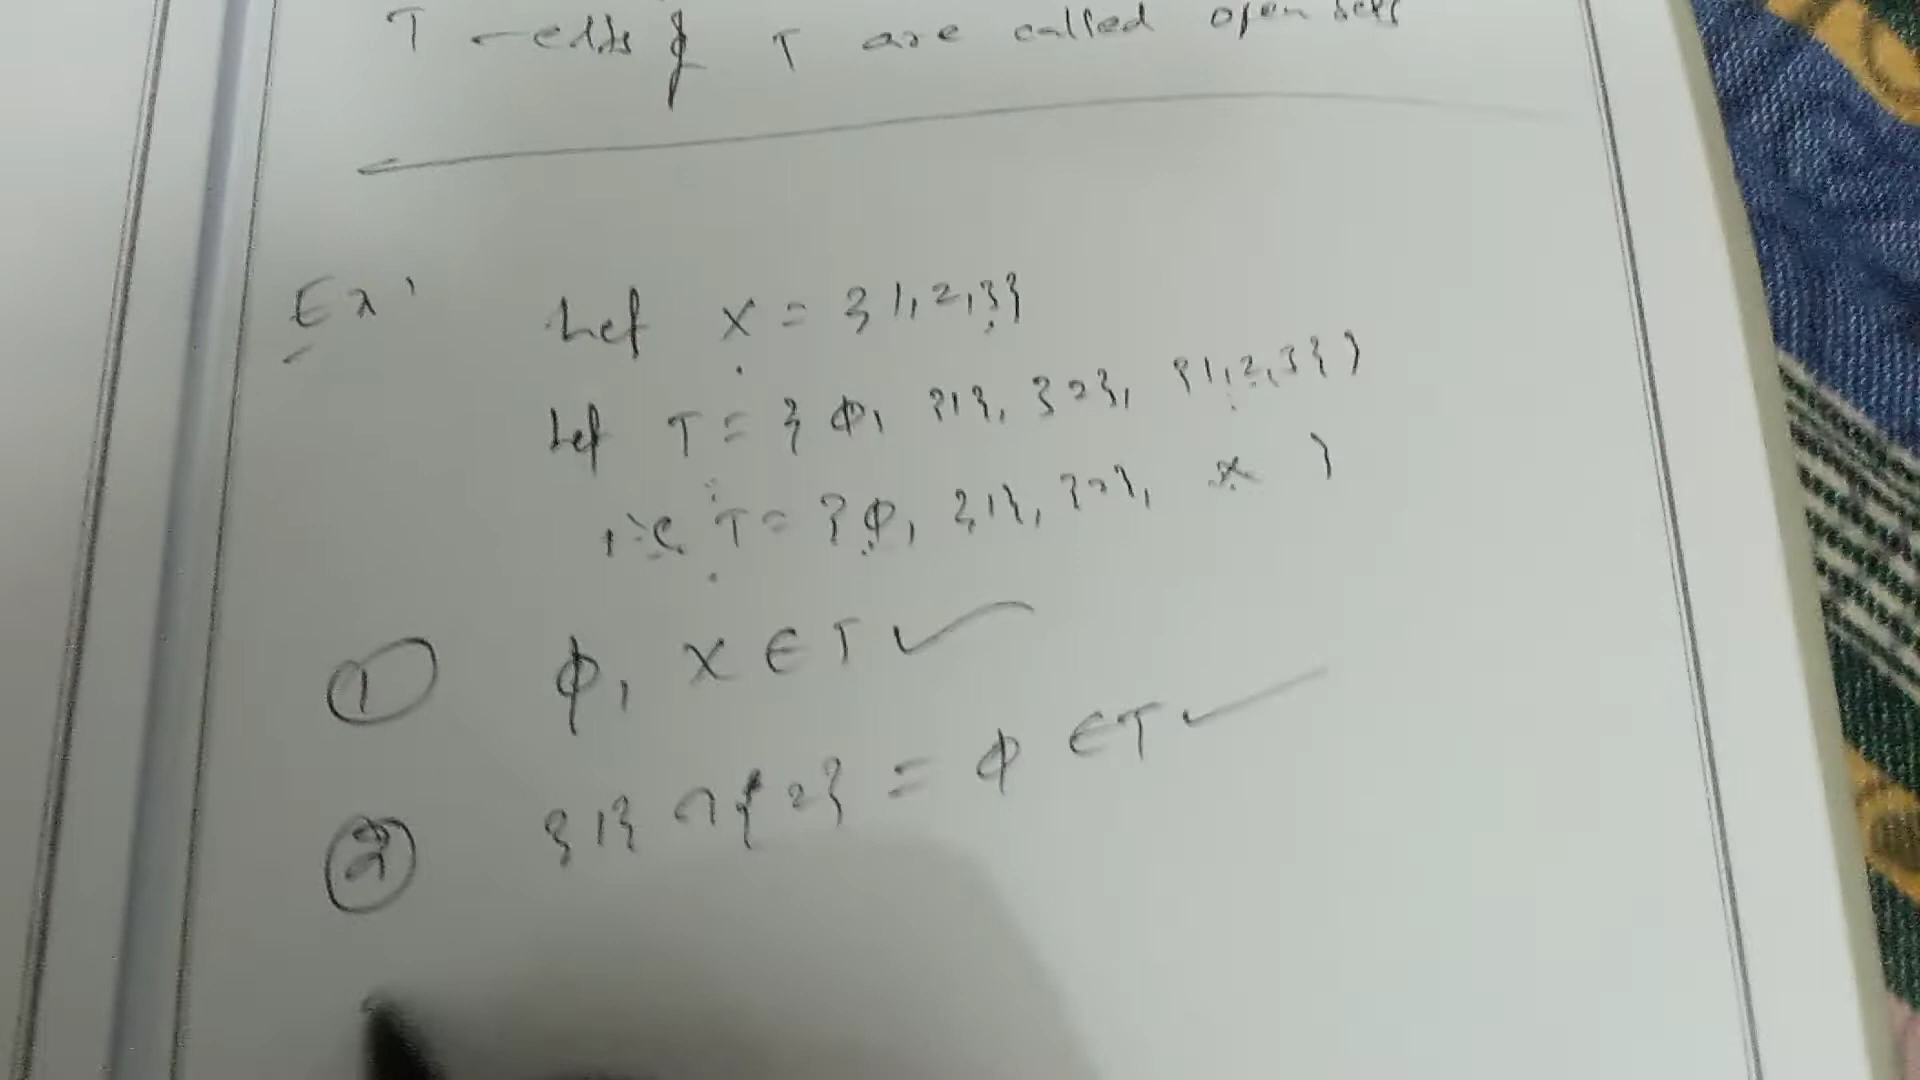 T - elts of T are called open sets
Ex' Let X = {1,2,3}
Let T = { φ, {1}, {2}, {1,2,3} }
i.e T = { φ, {1}, {2}, X }
① φ, X ∈ T ✓
② {1} ∩ {2} = φ ∈ T ✓